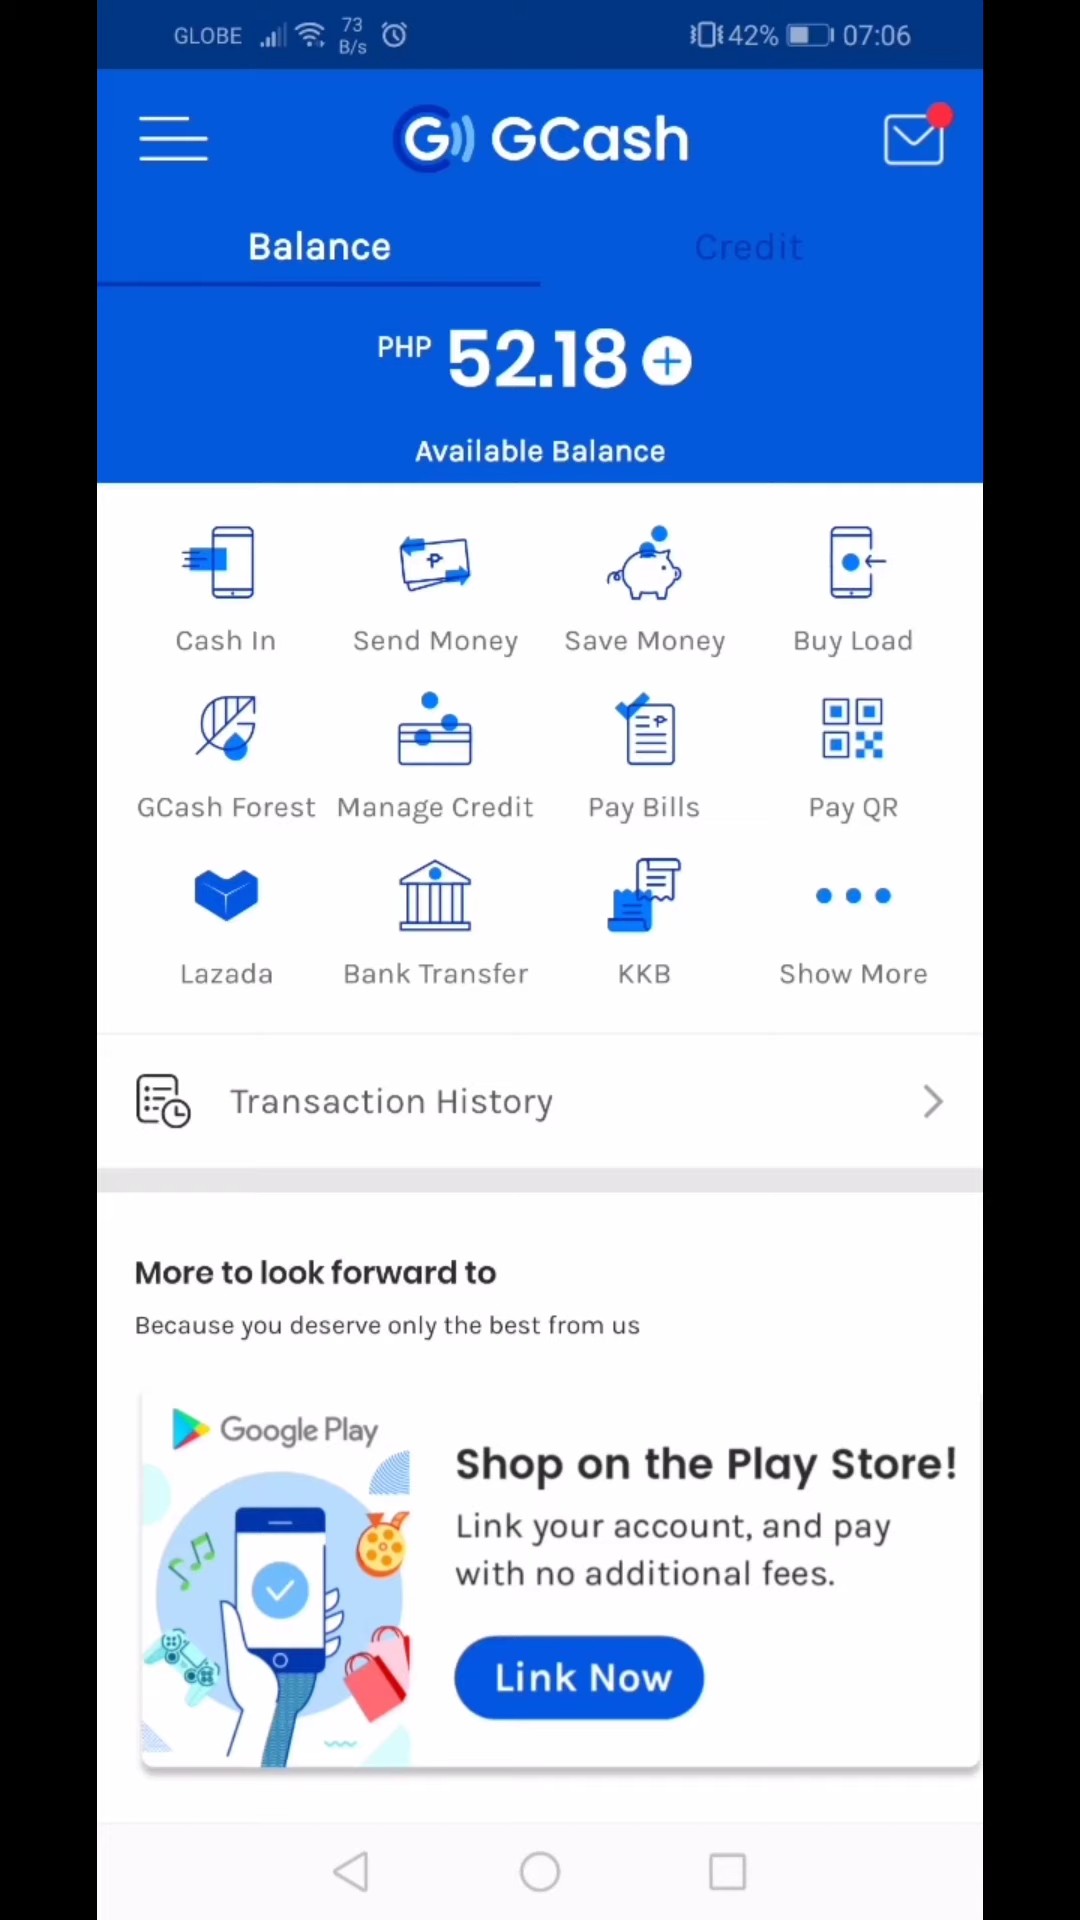 GLOBE 73 B/s 42% 07:06
G GCash
Balance Credit
PHP 52.18
Available Balance
Cash In Send Money Save Money Buy Load
GCash Forest Manage Credit Pay Bills Pay QR
Lazada Bank Transfer KKB Show More
Transaction History
More to look forward to
Because you deserve only the best from us
Google Play
Shop on the Play Store!
Link your account, and pay
with no additional fees.
Link Now